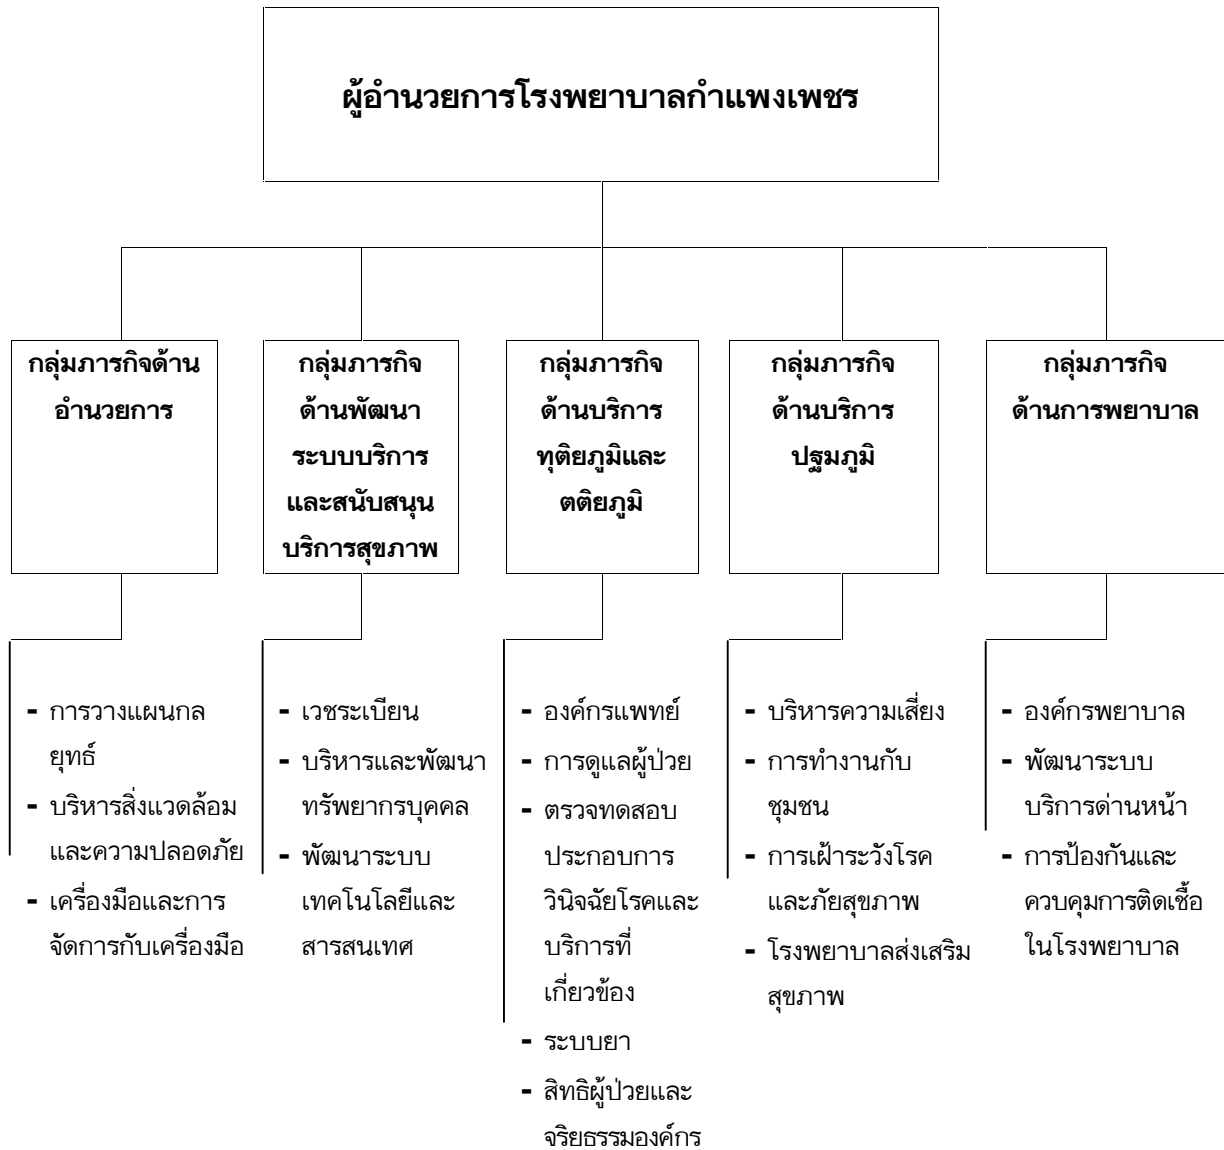 ผู้อำนวยการโรงพยาบาลกำแพงเพชร
กลุ่มภารกิจด้าน
อำนวยการ
กลุ่มภารกิจ
ด้านพัฒนา
ระบบบริการ
และสนับสนุน
บริการสุขภาพ
กลุ่มภารกิจ
ด้านบริการ
ทุติยภูมิและ
ตติยภูมิ
กลุ่มภารกิจ
ด้านบริการ
ปฐมภูมิ
กลุ่มภารกิจ
ด้านการพยาบาล
- การวางแผนกล
ยุทธ์
- บริหารสิ่งแวดล้อม
และความปลอดภัย
- เครื่องมือและการ
จัดการกับเครื่องมือ
- เวชระเบียน
- บริหารและพัฒนา
ทรัพยากรบุคคล
- พัฒนาระบบ
เทคโนโลยีและ
สารสนเทศ
- องค์กรแพทย์
- การดูแลผู้ป่วย
- ตรวจทดสอบ
ประกอบการ
วินิจฉัยโรคและ
บริการที่
เกี่ยวข้อง
- ระบบยา
- สิทธิผู้ป่วยและ
จริยธรรมองค์กร
- บริหารความเสี่ยง
- การทำงานกับ
ชุมชน
- การเฝ้าระวังโรค
และภัยสุขภาพ
- โรงพยาบาลส่งเสริม
สุขภาพ
- องค์กรพยาบาล
- พัฒนาระบบ
บริการด่านหน้า
- การป้องกันและ
ควบคุมการติดเชื้อ
ในโรงพยาบาล